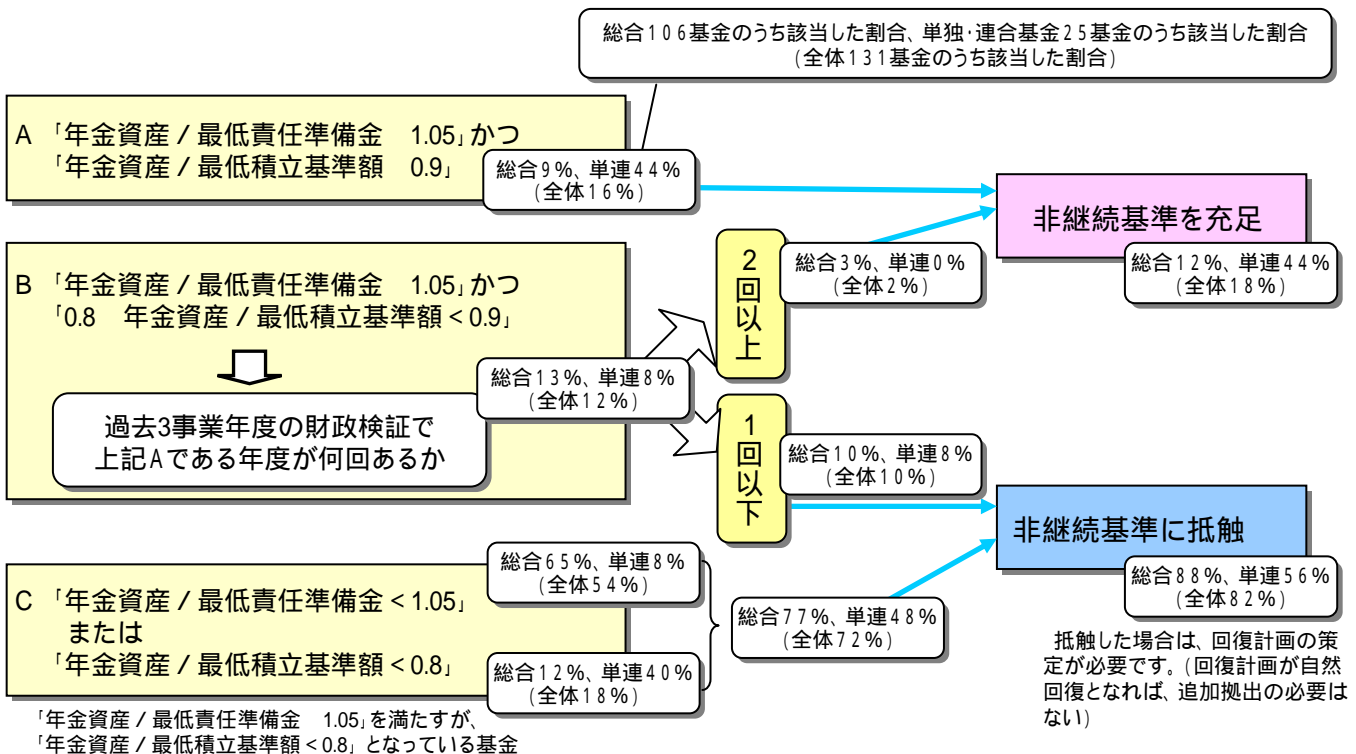 総合106基金のうち該当した割合、単独・連合基金25基金のうち該当した割合
(全体131基金のうち該当した割合)
A 「年金資産/最低責任準備金 1.05」かつ
「年金資産/最低積立基準額 0.9」
総合9%、単連44%
(全体16%)
非継続基準を充足
総合12%、単連44%
(全体18%)
B 「年金資産/最低責任準備金 1.05」かつ
「0.8 年金資産/最低積立基準額<0.9」
過去3事業年度の財政検証で
上記Aである年度が何回あるか
総合13%、単連8%
(全体12%)
2回以上
総合3%、単連0%
(全体2%)
1回以下
総合10%、単連8%
(全体10%)
非継続基準に抵触
総合88%、単連56%
(全体82%)
C 「年金資産/最低責任準備金<1.05」
または
「年金資産/最低積立基準額<0.8」
総合65%、単連8%
(全体54%)
総合12%、単連40%
(全体18%)
総合77%、単連48%
(全体72%)
抵触した場合は、回復計画の策
定が必要です。(回復計画が自然
回復となれば、追加拠出の必要は
ない)
「年金資産/最低責任準備金 1.05」を満たすが、
「年金資産/最低積立基準額<0.8」となっている基金